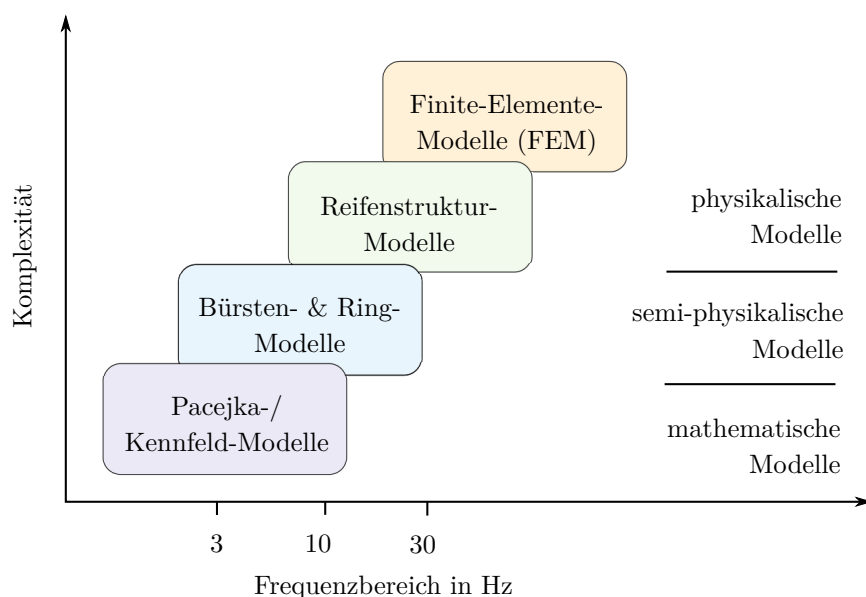 Finite-Elemente-
Modelle (FEM)
Reifenstruktur-
Modelle
Bürsten- & Ring-
Modelle
Pacejka-/
Kennfeld-Modelle
physikalische
Modelle
semi-physikalische
Modelle
mathematische
Modelle
Komplexität
3 10 30
Frequenzbereich in Hz